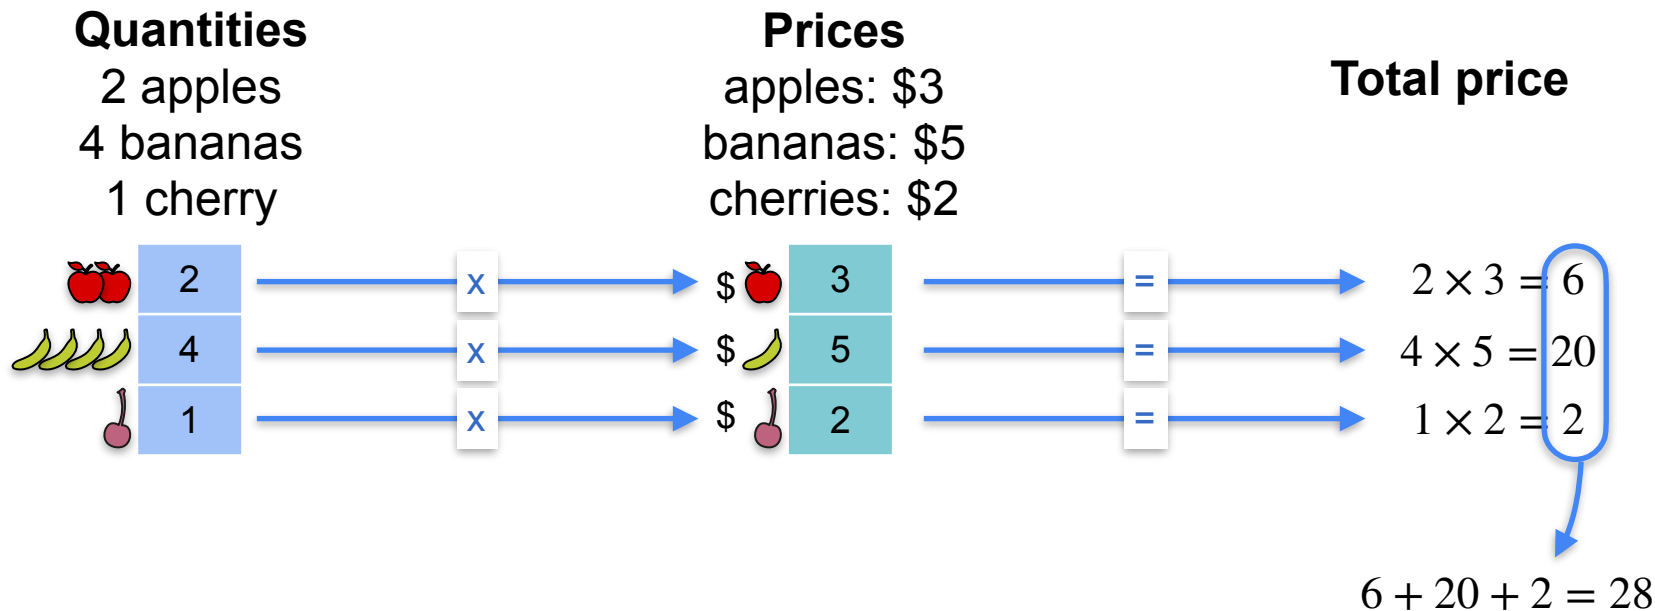 Quantities
2 apples
4 bananas
1 cherry
Prices
apples: $3
bananas: $5
cherries: $2
Total price
2 x $ 3 = 2 × 3 = 6
4 x $ 5 = 4 × 5 = 20
1 x $ 2 = 1 × 2 = 2
6 + 20 + 2 = 28